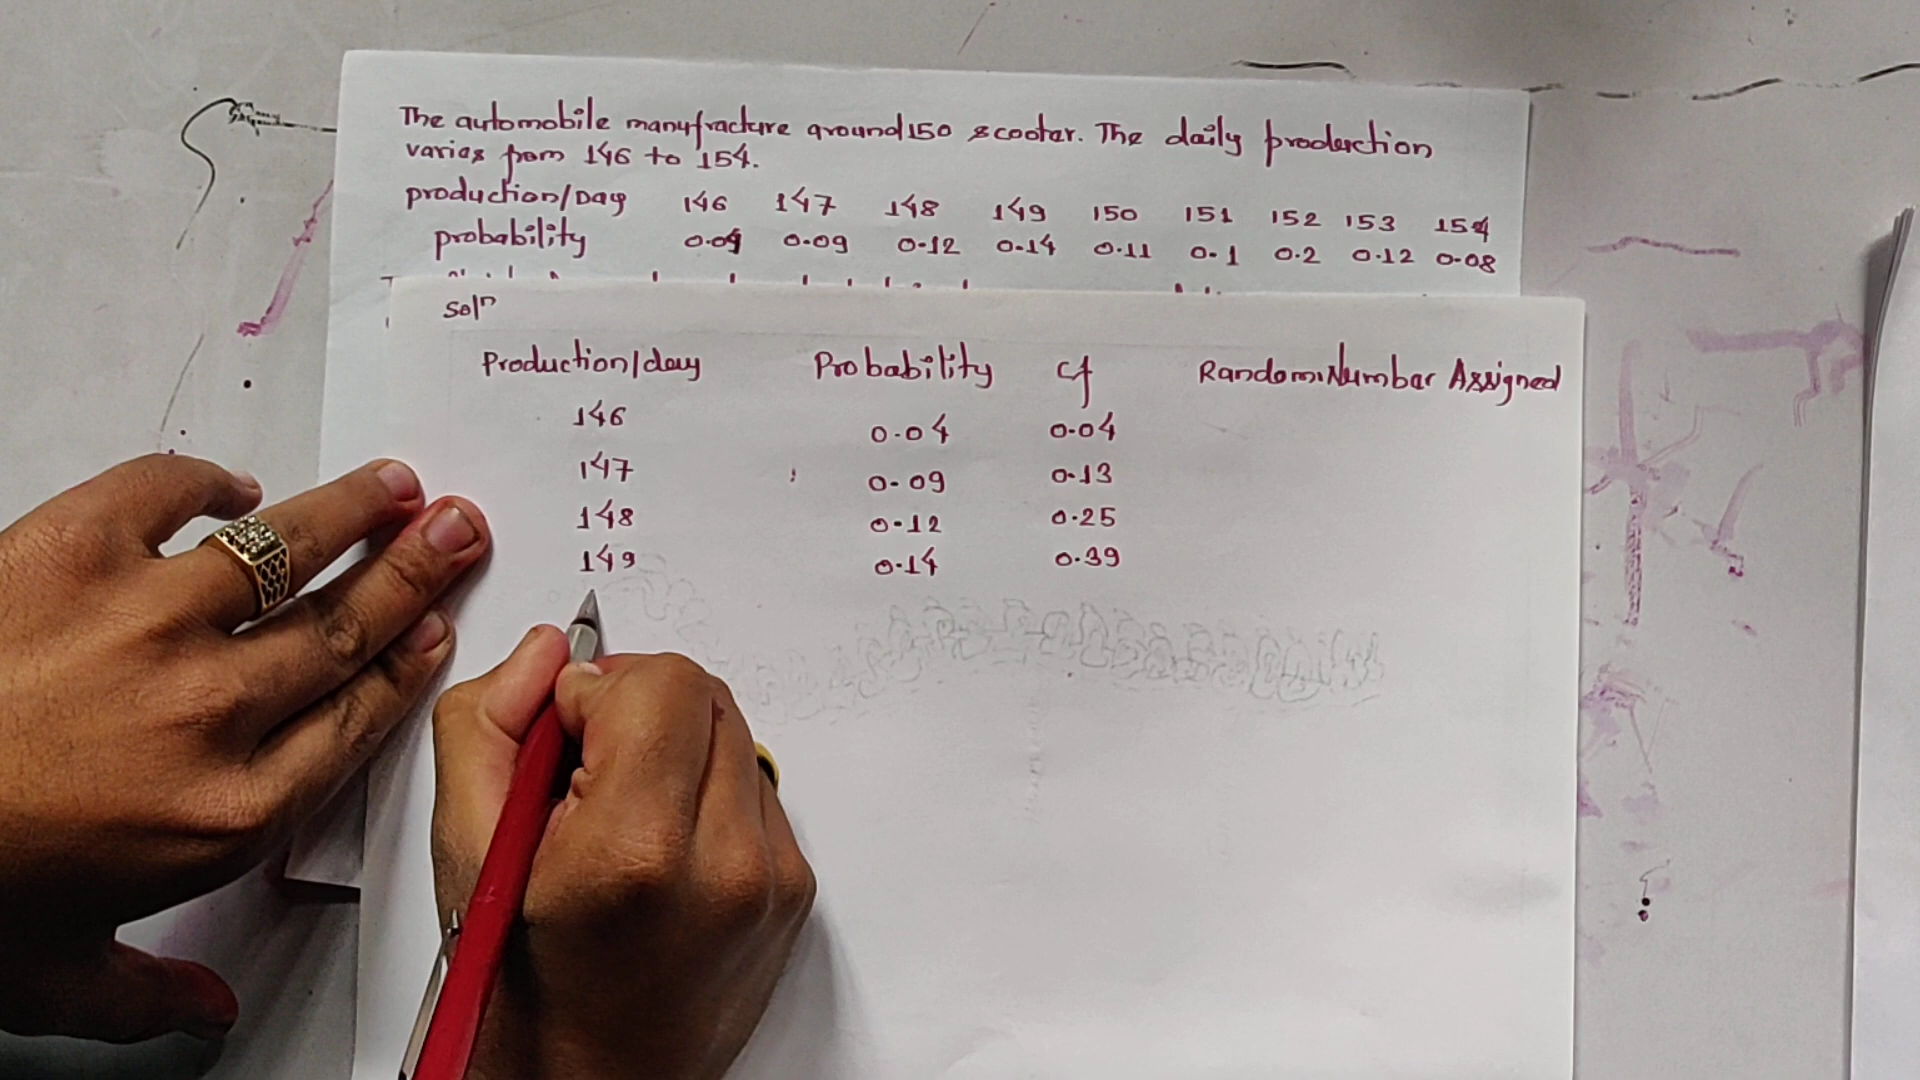 The automobile manufracture around 150 scooter. The daily production
varies from 146 to 154.
production/Day 146 147 148 149 150 151 152 153 154
probability 0.04 0.09 0.12 0.14 0.11 0.1 0.2 0.12 0.08
Soln
Production/day Probability cf Random Number Assigned
146 0.04 0.04
147 0.09 0.13
148 0.12 0.25
149 0.14 0.39